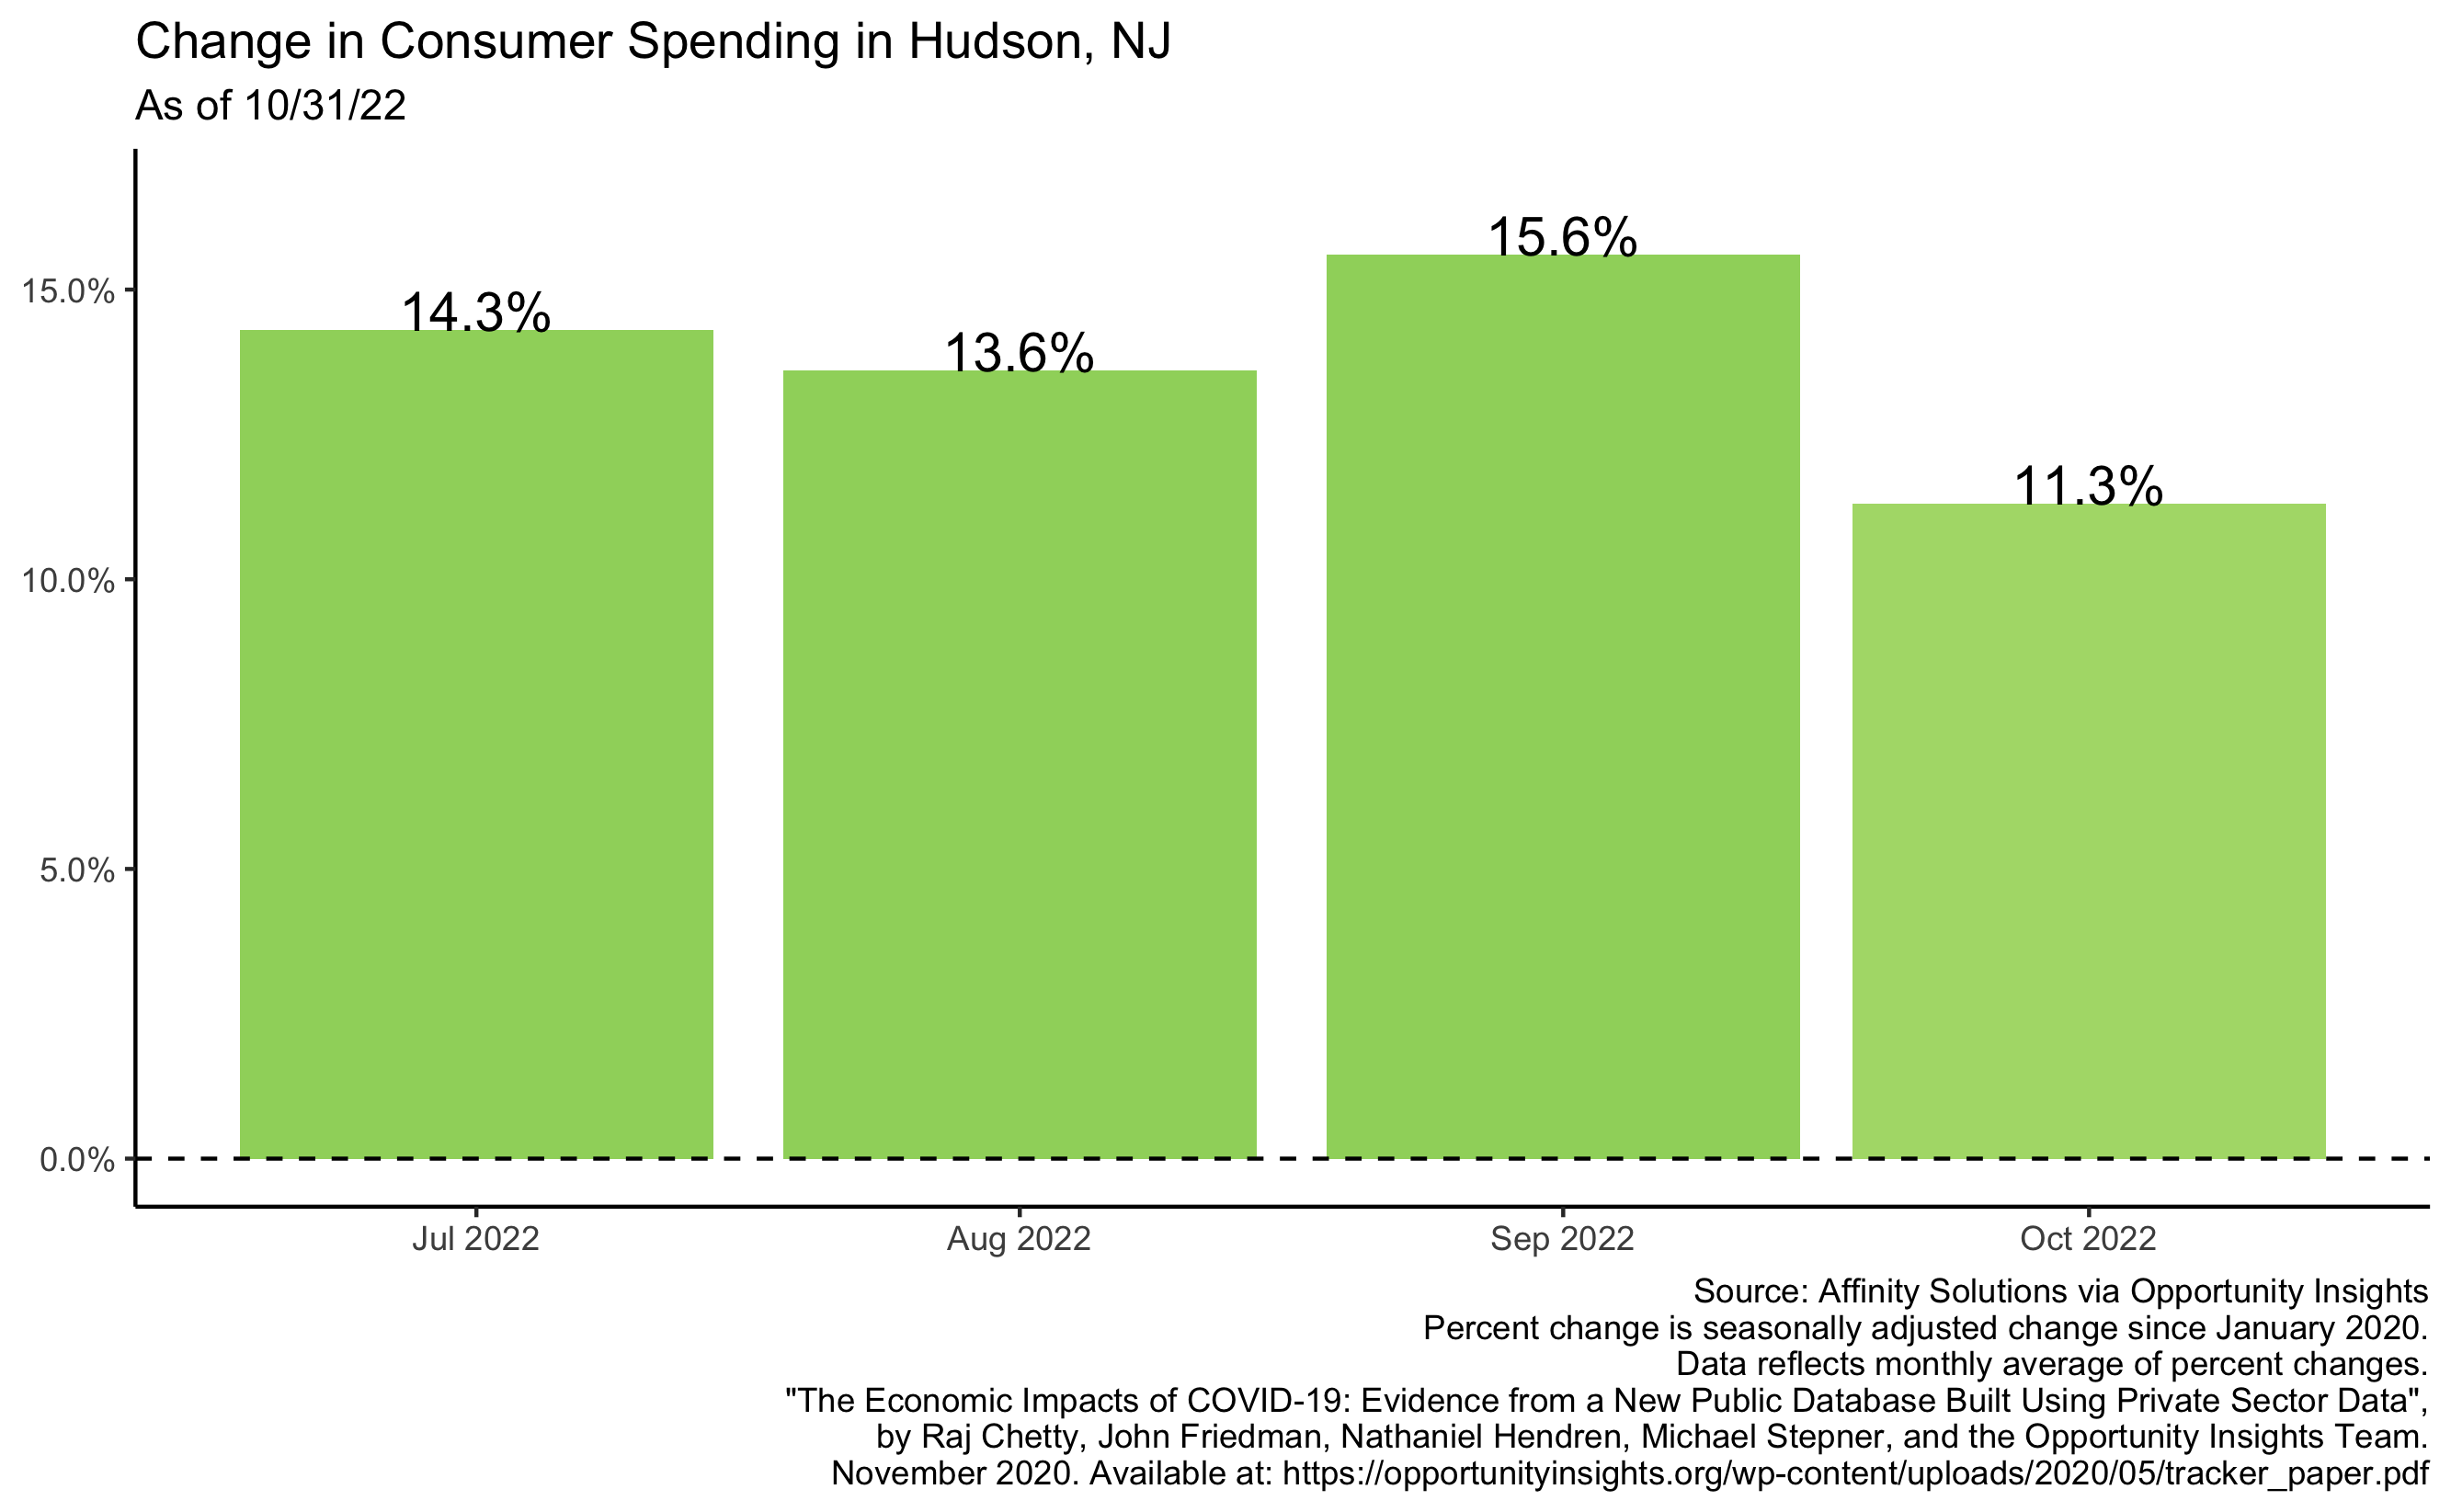 Change in Consumer Spending in Hudson, NJ
As of 10/31/22
15.0%
10.0%
5.0%
0.0%
14.3%
13.6%
15.6%
11.3%
Jul 2022
Aug 2022
Sep 2022
Oct 2022
Source: Affinity Solutions via Opportunity Insights
Percent change is seasonally adjusted change since January 2020.
Data reflects monthly average of percent changes.
"The Economic Impacts of COVID-19: Evidence from a New Public Database Built Using Private Sector Data",
by Raj Chetty, John Friedman, Nathaniel Hendren, Michael Stepner, and the Opportunity Insights Team.
November 2020. Available at: https://opportunityinsights.org/wp-content/uploads/2020/05/tracker_paper.pdf